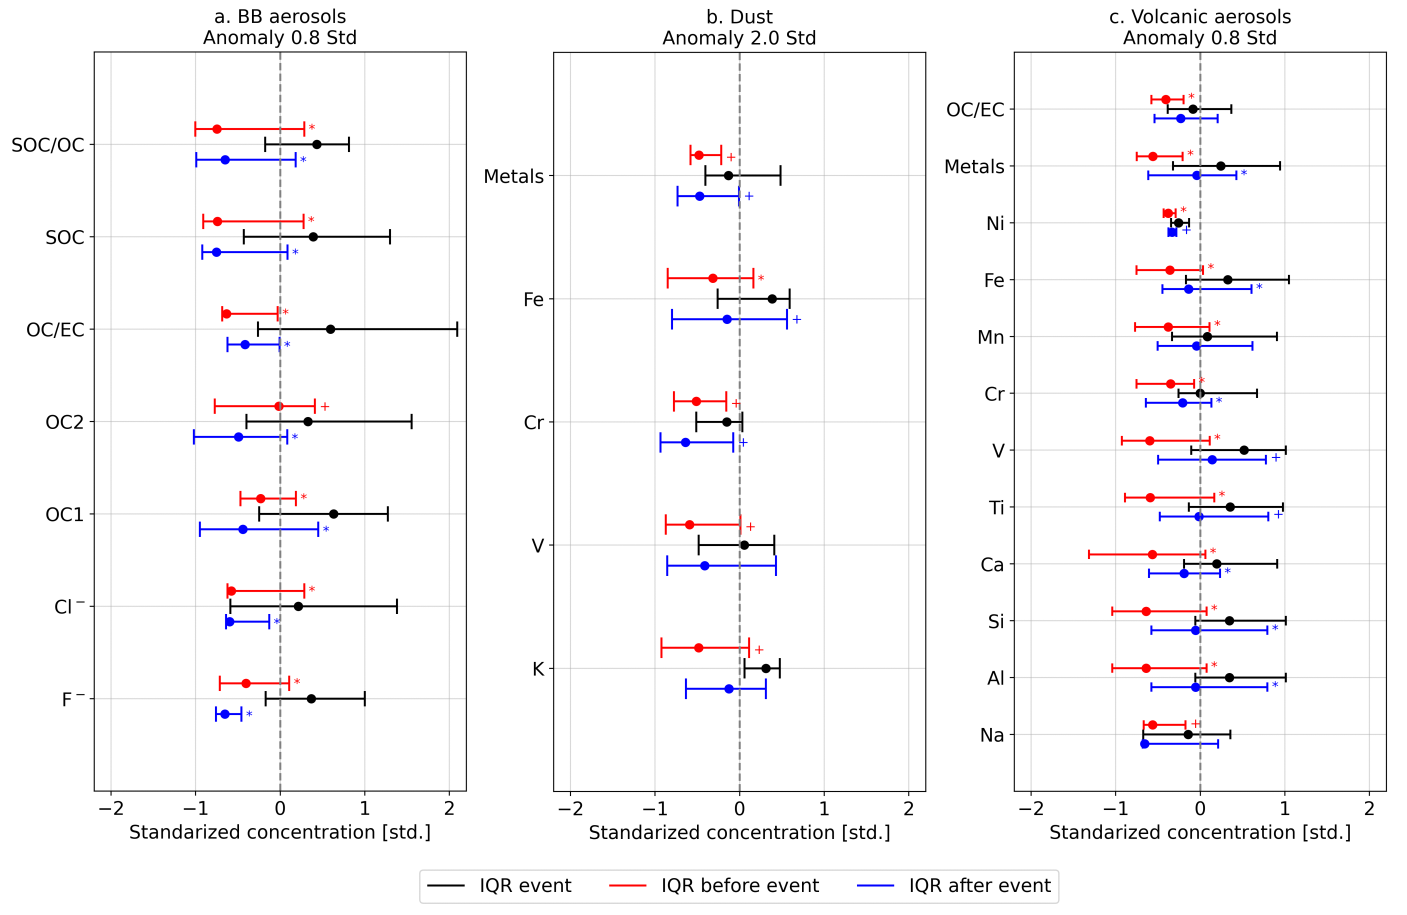 a. BB aerosols
Anomaly 0.8 Std
SOC/OC
SOC
OC/EC
OC2
OC1
Cl⁻
F⁻
−2 −1 0 1 2
Standarized concentration [std.]
b. Dust
Anomaly 2.0 Std
Metals
Fe
Cr
V
K
−2 −1 0 1 2
Standarized concentration [std.]
c. Volcanic aerosols
Anomaly 0.8 Std
OC/EC
Metals
Ni
Fe
Mn
Cr
V
Ti
Ca
Si
Al
Na
−2 −1 0 1 2
Standarized concentration [std.]
IQR event IQR before event IQR after event